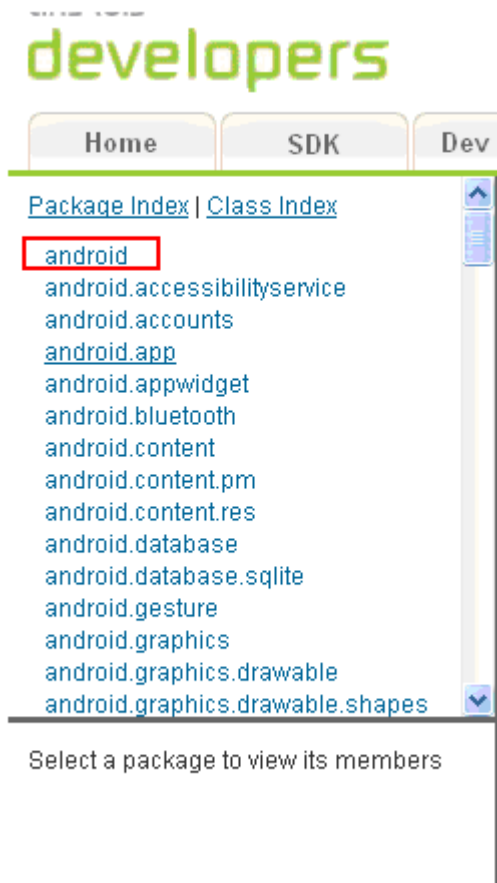 developers
Home SDK Dev
Package Index | Class Index
android
android.accessibilityservice
android.accounts
android.app
android.appwidget
android.bluetooth
android.content
android.content.pm
android.content.res
android.database
android.database.sqlite
android.gesture
android.graphics
android.graphics.drawable
android.graphics.drawable.shapes
Select a package to view its members